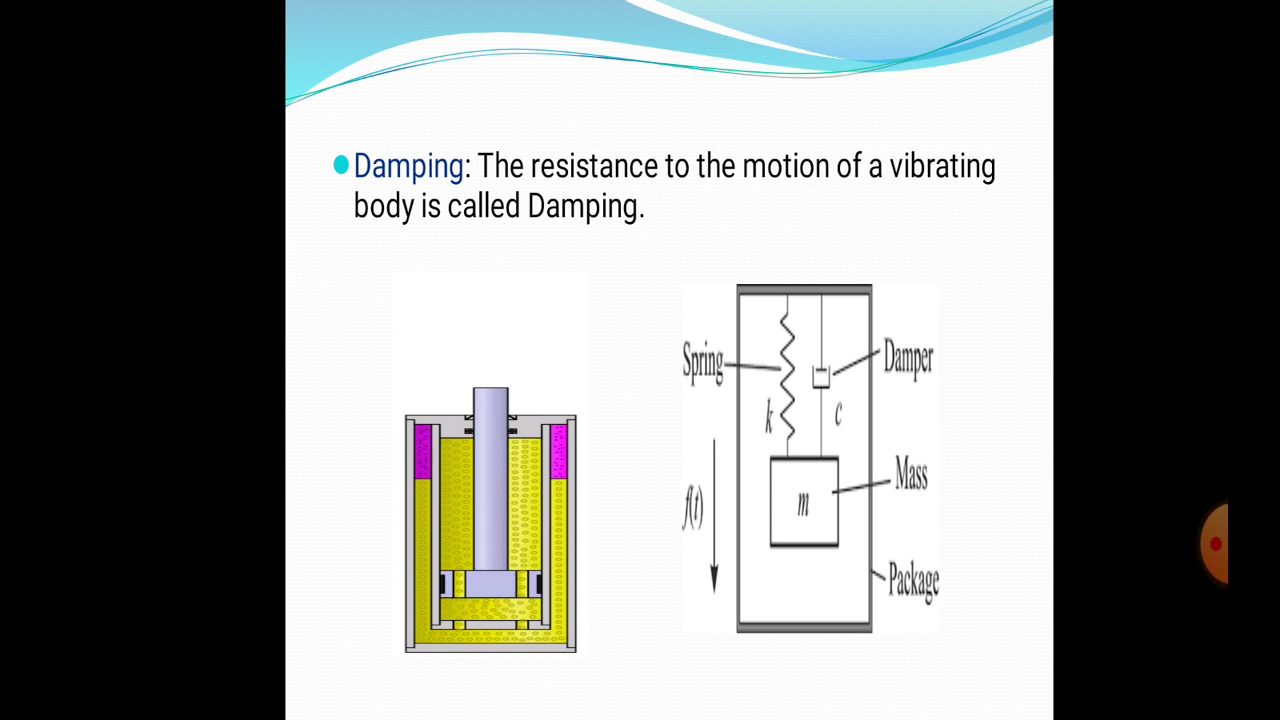 Damping: The resistance to the motion of a vibrating
body is called Damping.
Spring
Damper
k
c
Mass
m
f(t)
Package